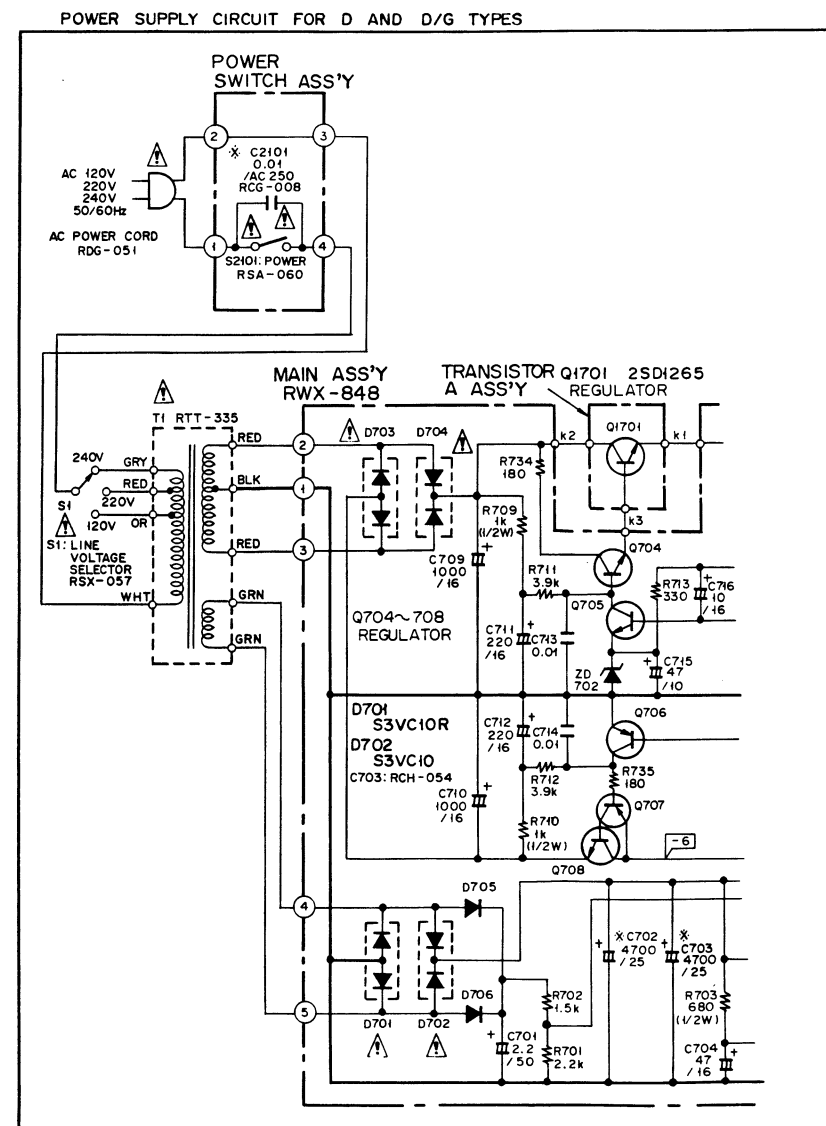 POWER SUPPLY CIRCUIT FOR D AND D/G TYPES
POWER
SWITCH ASS'Y
2
3
※ C2101
0.01
/AC 250
RCG-008
AC 120V
220V
240V
50/60Hz
AC POWER CORD
RDG-051
1
4
S2101: POWER
RSA-060
MAIN ASS'Y
RWX-848
TRANSISTOR
A ASS'Y
Q1701 2SD1265
REGULATOR
T1 RTT-335
240V
GRY
RED
S1
220V
120V
OR
S1: LINE
VOLTAGE
SELECTOR
RSX-057
WHT
RED
BLK
RED
GRN
GRN
2
1
3
D703
D704
k2
Q1701
k1
k3
R734
180
R709
1k
(1/2W)
C709
1000
/16
Q704
R711
3.9k
Q705
R713
330
C716
10
/16
Q704~708
REGULATOR
C711
220
/16
C713
0.01
ZD
702
C715
47
/10
D701
S3VC10R
D702
S3VC10
C703: RCH-054
C712
220
/16
C714
0.01
Q706
R712
3.9k
R735
180
C710
1000
/16
R710
1k
(1/2W)
Q707
Q708
-6
4
D705
5
D701
D702
D706
C701
2.2
/50
R702
1.5k
R701
2.2k
※ C702
4700
/25
※ C703
4700
/25
R703
680
(1/2W)
C704
47
/16